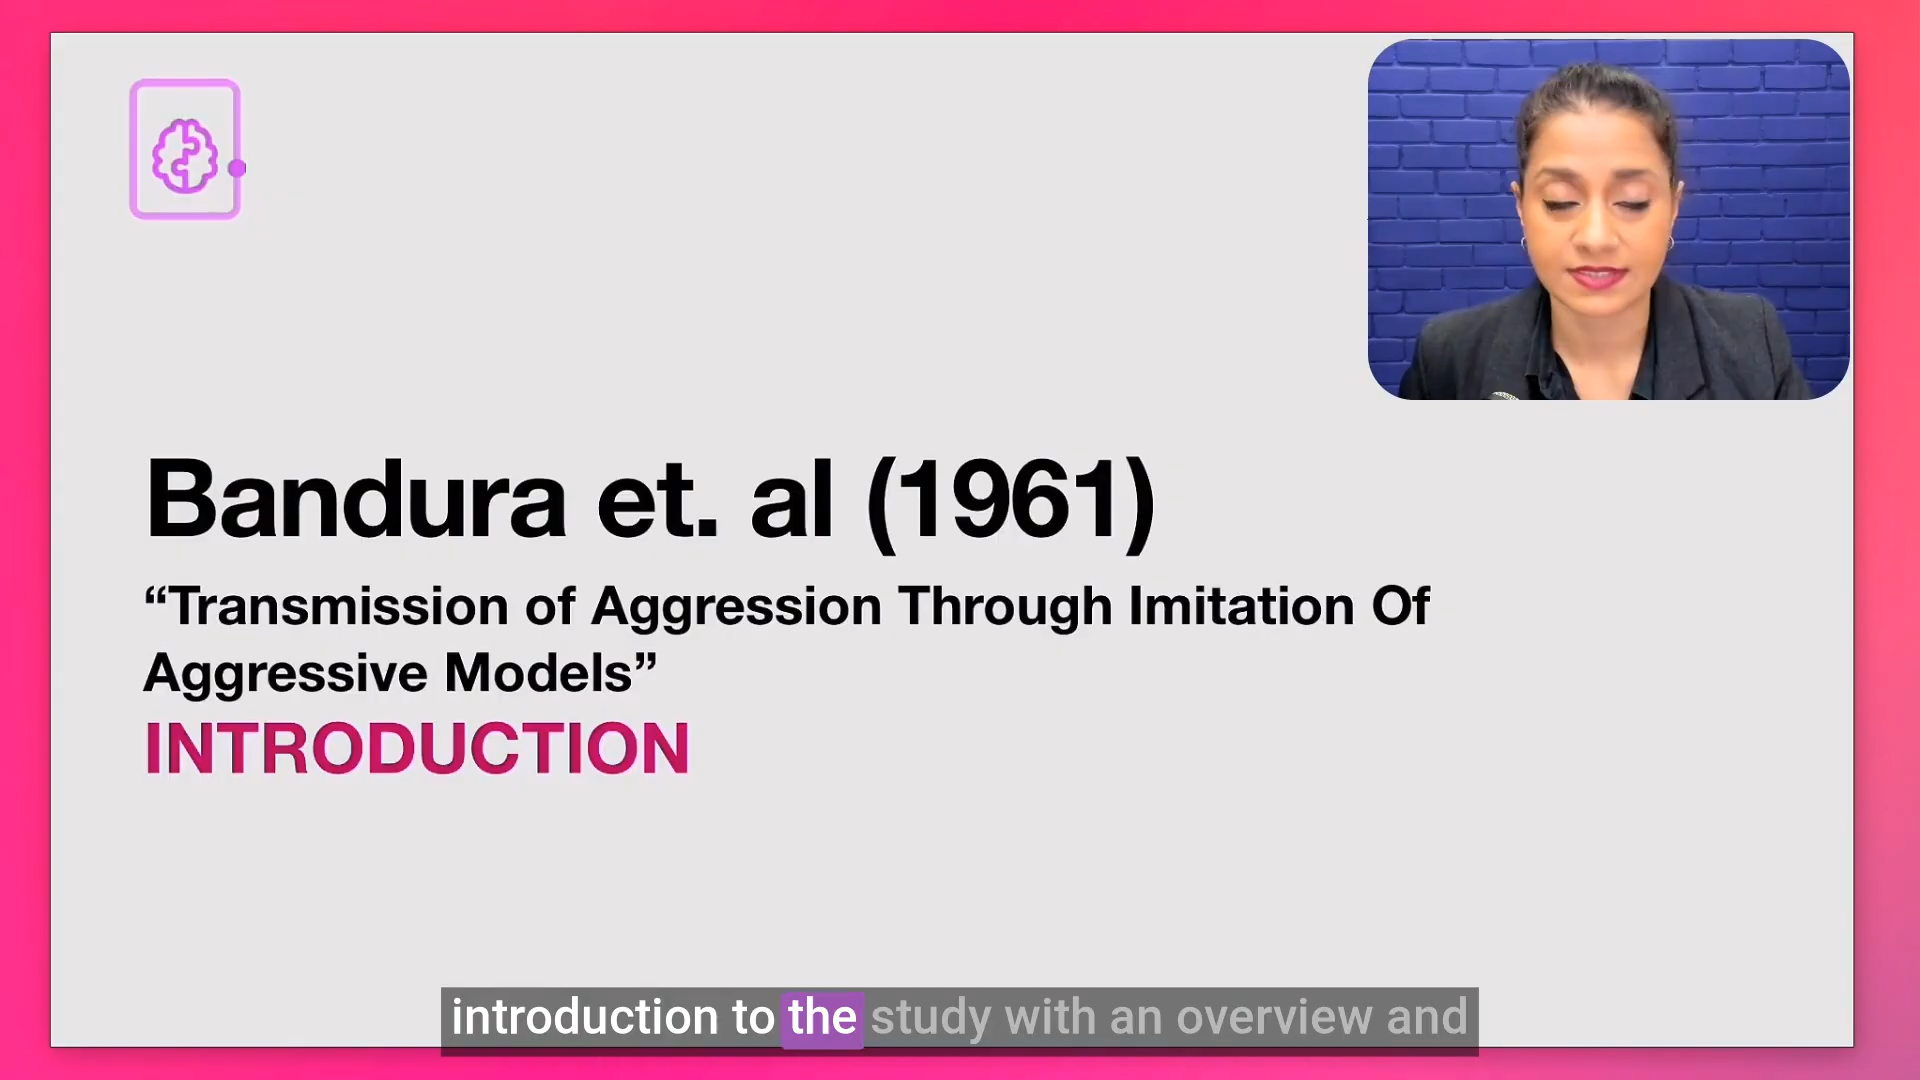 Bandura et. al (1961)
“Transmission of Aggression Through Imitation Of
Aggressive Models”
INTRODUCTION
introduction to the study with an overview and